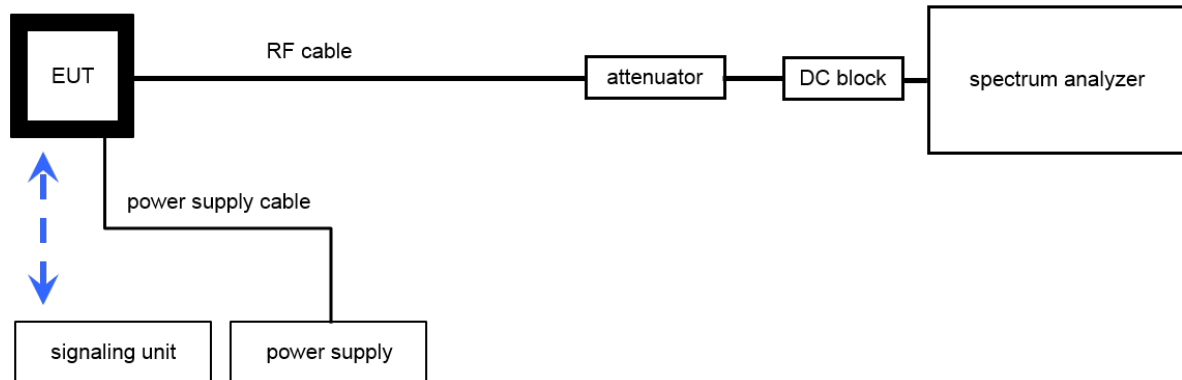 EUT
RF cable
attenuator
DC block
spectrum analyzer
power supply cable
signaling unit
power supply